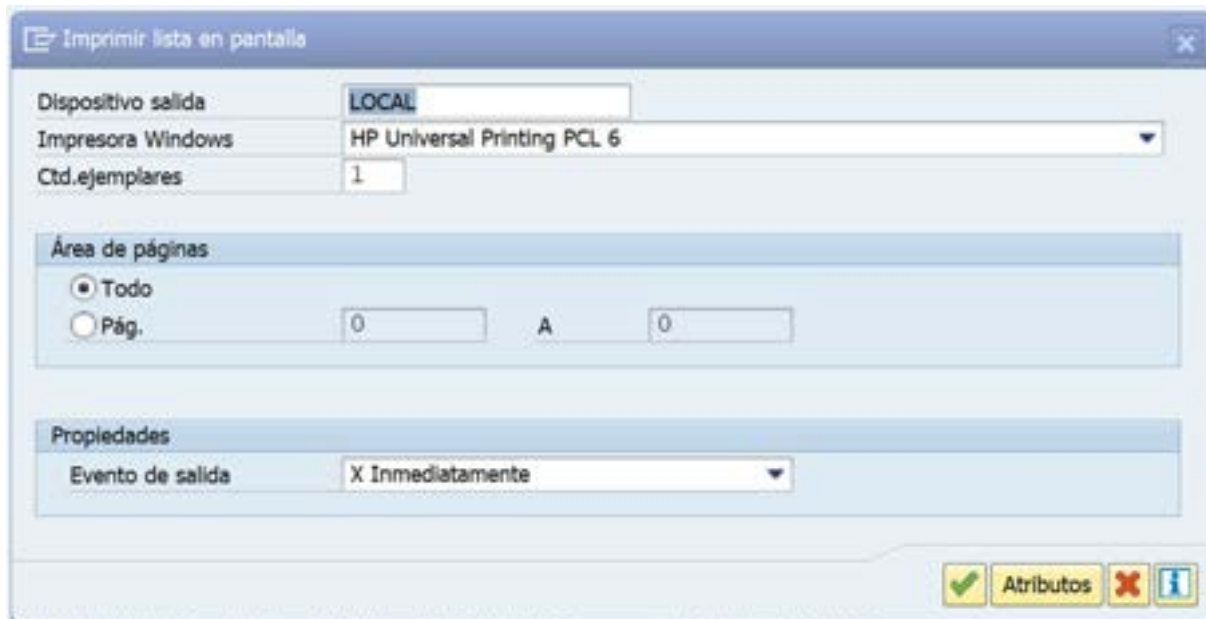 Imprimir lista en pantalla
Dispositivo salida LOCAL
Impresora Windows HP Universal Printing PCL 6
Ctd.ejemplares 1
Área de páginas
Todo
Pág. 0 A 0
Propiedades
Evento de salida X Inmediatamente
Atributos